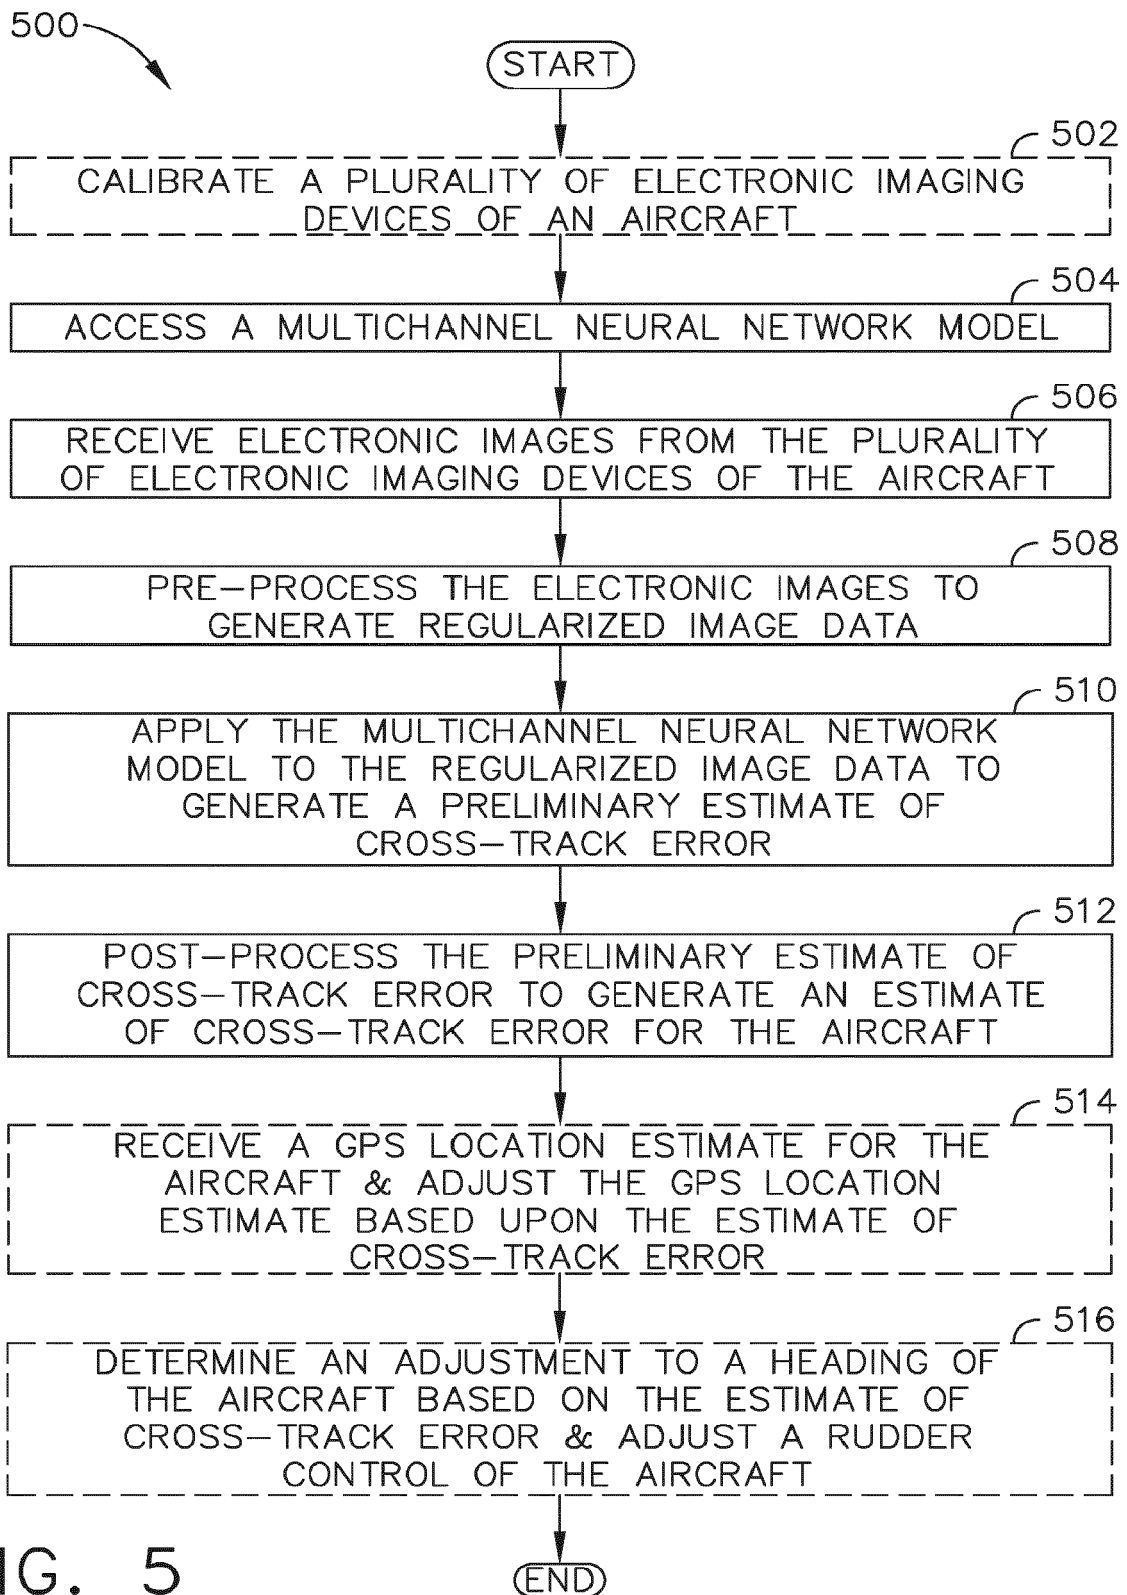 500
START
502
CALIBRATE A PLURALITY OF ELECTRONIC IMAGING
DEVICES OF AN AIRCRAFT
504
ACCESS A MULTICHANNEL NEURAL NETWORK MODEL
506
RECEIVE ELECTRONIC IMAGES FROM THE PLURALITY
OF ELECTRONIC IMAGING DEVICES OF THE AIRCRAFT
508
PRE-PROCESS THE ELECTRONIC IMAGES TO
GENERATE REGULARIZED IMAGE DATA
510
APPLY THE MULTICHANNEL NEURAL NETWORK
MODEL TO THE REGULARIZED IMAGE DATA TO
GENERATE A PRELIMINARY ESTIMATE OF
CROSS-TRACK ERROR
512
POST-PROCESS THE PRELIMINARY ESTIMATE OF
CROSS-TRACK ERROR TO GENERATE AN ESTIMATE
OF CROSS-TRACK ERROR FOR THE AIRCRAFT
514
RECEIVE A GPS LOCATION ESTIMATE FOR THE
AIRCRAFT & ADJUST THE GPS LOCATION
ESTIMATE BASED UPON THE ESTIMATE OF
CROSS-TRACK ERROR
516
DETERMINE AN ADJUSTMENT TO A HEADING OF
THE AIRCRAFT BASED ON THE ESTIMATE OF
CROSS-TRACK ERROR & ADJUST A RUDDER
CONTROL OF THE AIRCRAFT
END
IG. 5